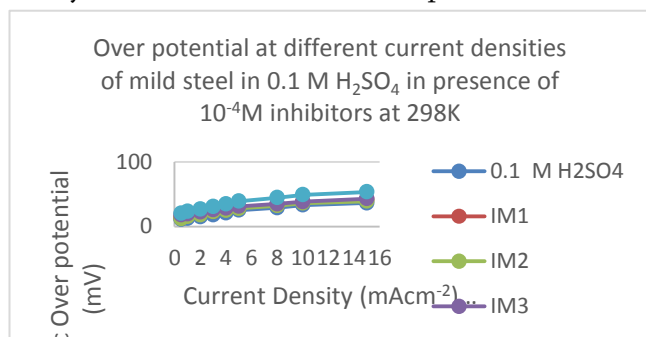 Over potential at different current densities
of mild steel in 0.1 M H₂SO₄ in presence of
10⁻⁴M inhibitors at 298K
100
0
0 2 4 6 8 10 12 14 16
Over potential
(mV)
Current Density (mAcm⁻²)..
0.1 M H2SO4
IM1
IM2
IM3